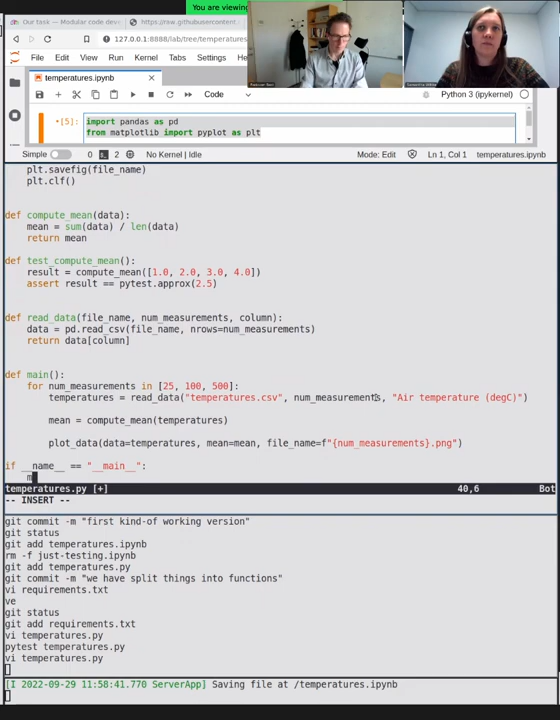 You are viewing
Our task — Modular code deve
https://raw.githubusercontent.
127.0.0.1:8888/lab/tree/temperatures
File Edit View Run Kernel Tabs Settings He
temperatures.ipynb
Code
Python 3 (ipykernel)
[5]:
import pandas as pd
from matplotlib import pyplot as plt
Simple 0 2 No Kernel | Idle Mode: Edit Ln 1, Col 1 temperatures.ipynb
plt.savefig(file_name)
plt.clf()
def compute_mean(data):
mean = sum(data) / len(data)
return mean
def test_compute_mean():
result = compute_mean([1.0, 2.0, 3.0, 4.0])
assert result == pytest.approx(2.5)
def read_data(file_name, num_measurements, column):
data = pd.read_csv(file_name, nrows=num_measurements)
return data[column]
def main():
for num_measurements in [25, 100, 500]:
temperatures = read_data("temperatures.csv", num_measurements, "Air temperature (degC)")
mean = compute_mean(temperatures)
plot_data(data=temperatures, mean=mean, file_name=f"{num_measurements}.png")
if __name__ == "__main__":
m
temperatures.py [+] 40,6 Bot
-- INSERT --
git commit -m "first kind-of working version"
git status
git add temperatures.ipynb
rm -f just-testing.ipynb
git add temperatures.py
git commit -m "we have split things into functions"
vi requirements.txt
ve
git status
git add requirements.txt
vi temperatures.py
pytest temperatures.py
vi temperatures.py
[I 2022-09-29 11:58:41.770 ServerApp] Saving file at /temperatures.ipynb